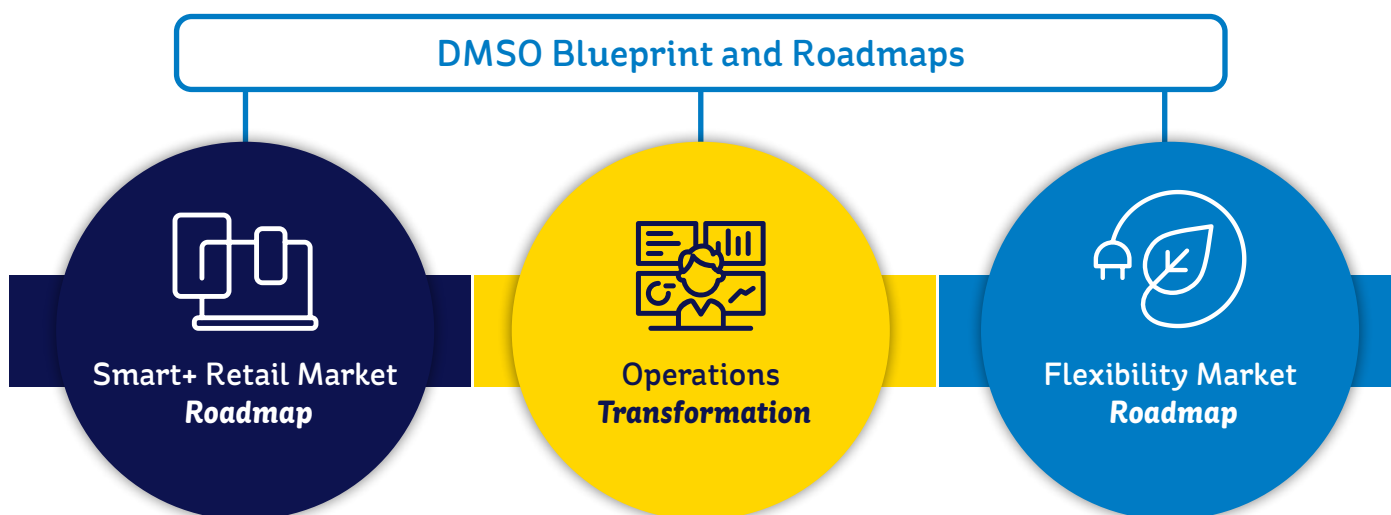 DMSO Blueprint and Roadmaps
Smart+ Retail Market
Roadmap
Operations
Transformation
Flexibility Market
Roadmap